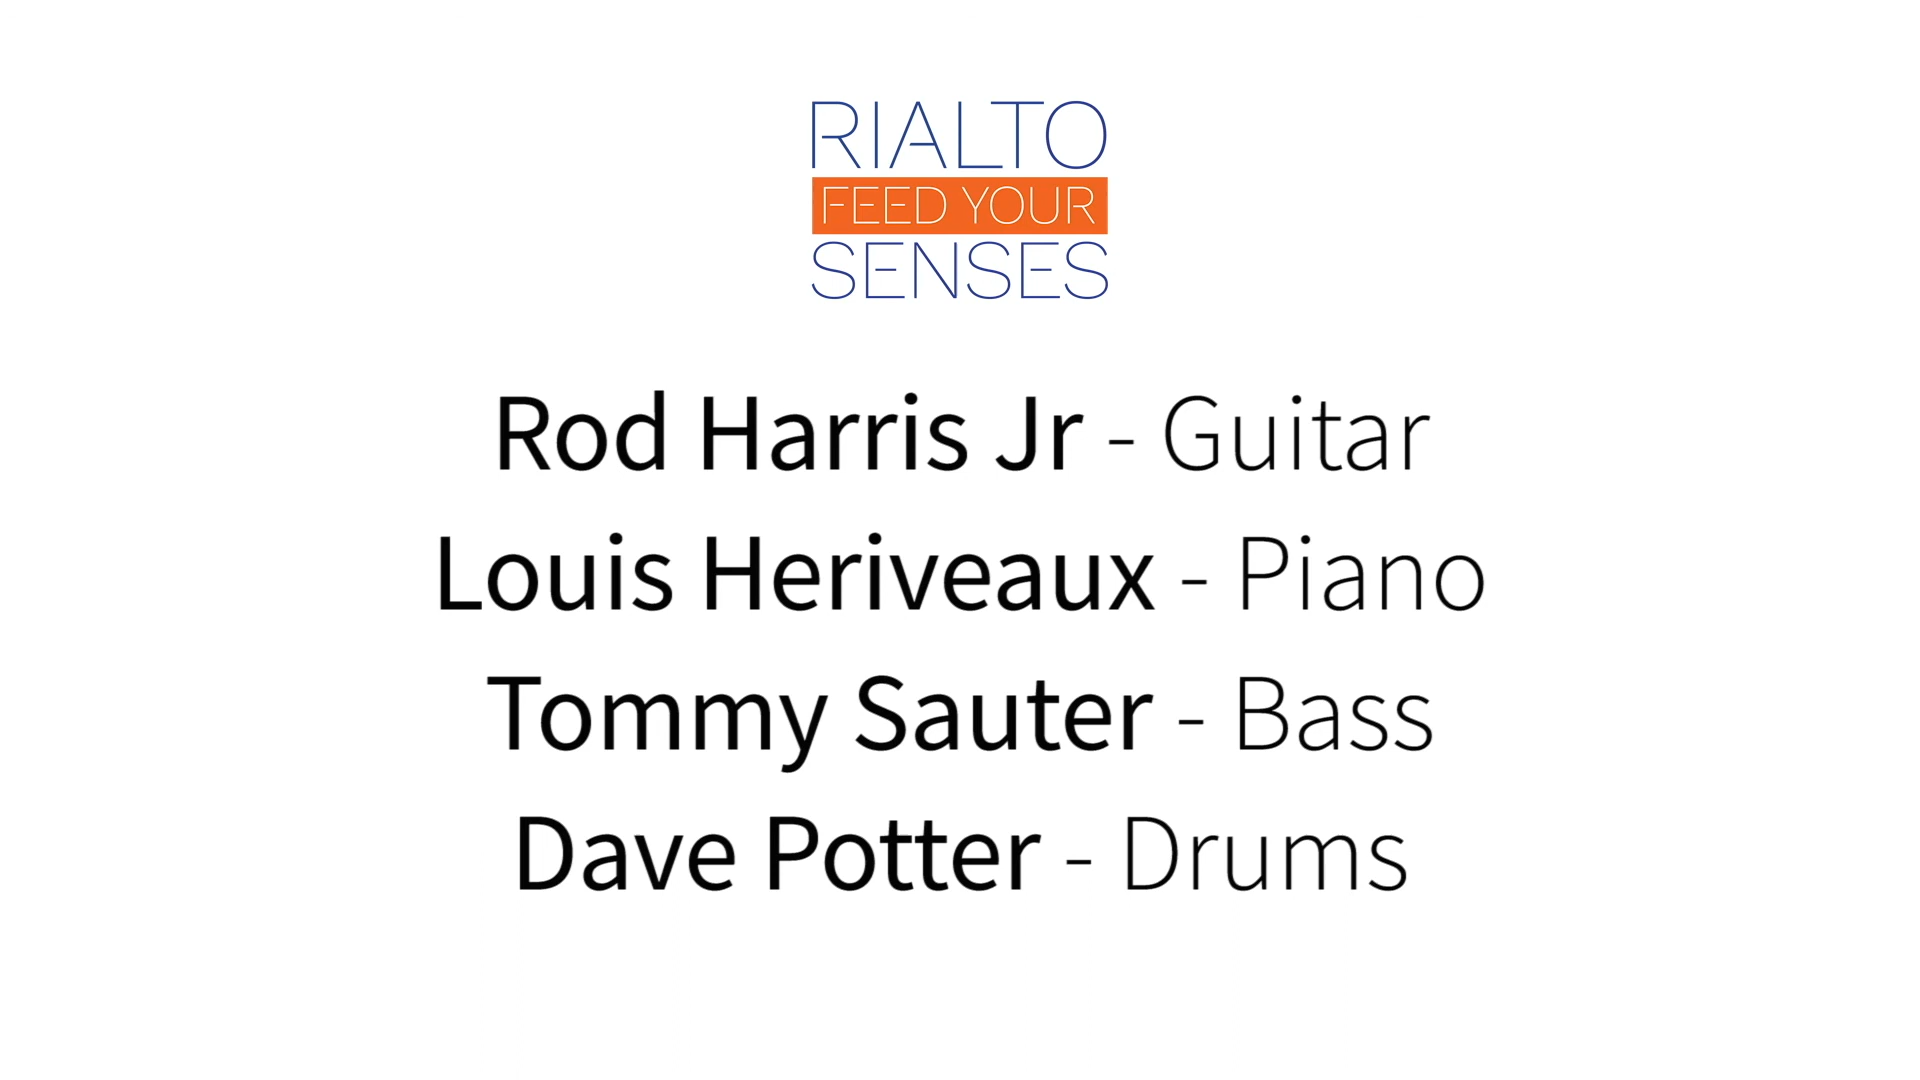 RIALTO
FEED YOUR
SENSES
Rod Harris Jr - Guitar
Louis Heriveaux - Piano
Tommy Sauter - Bass
Dave Potter - Drums